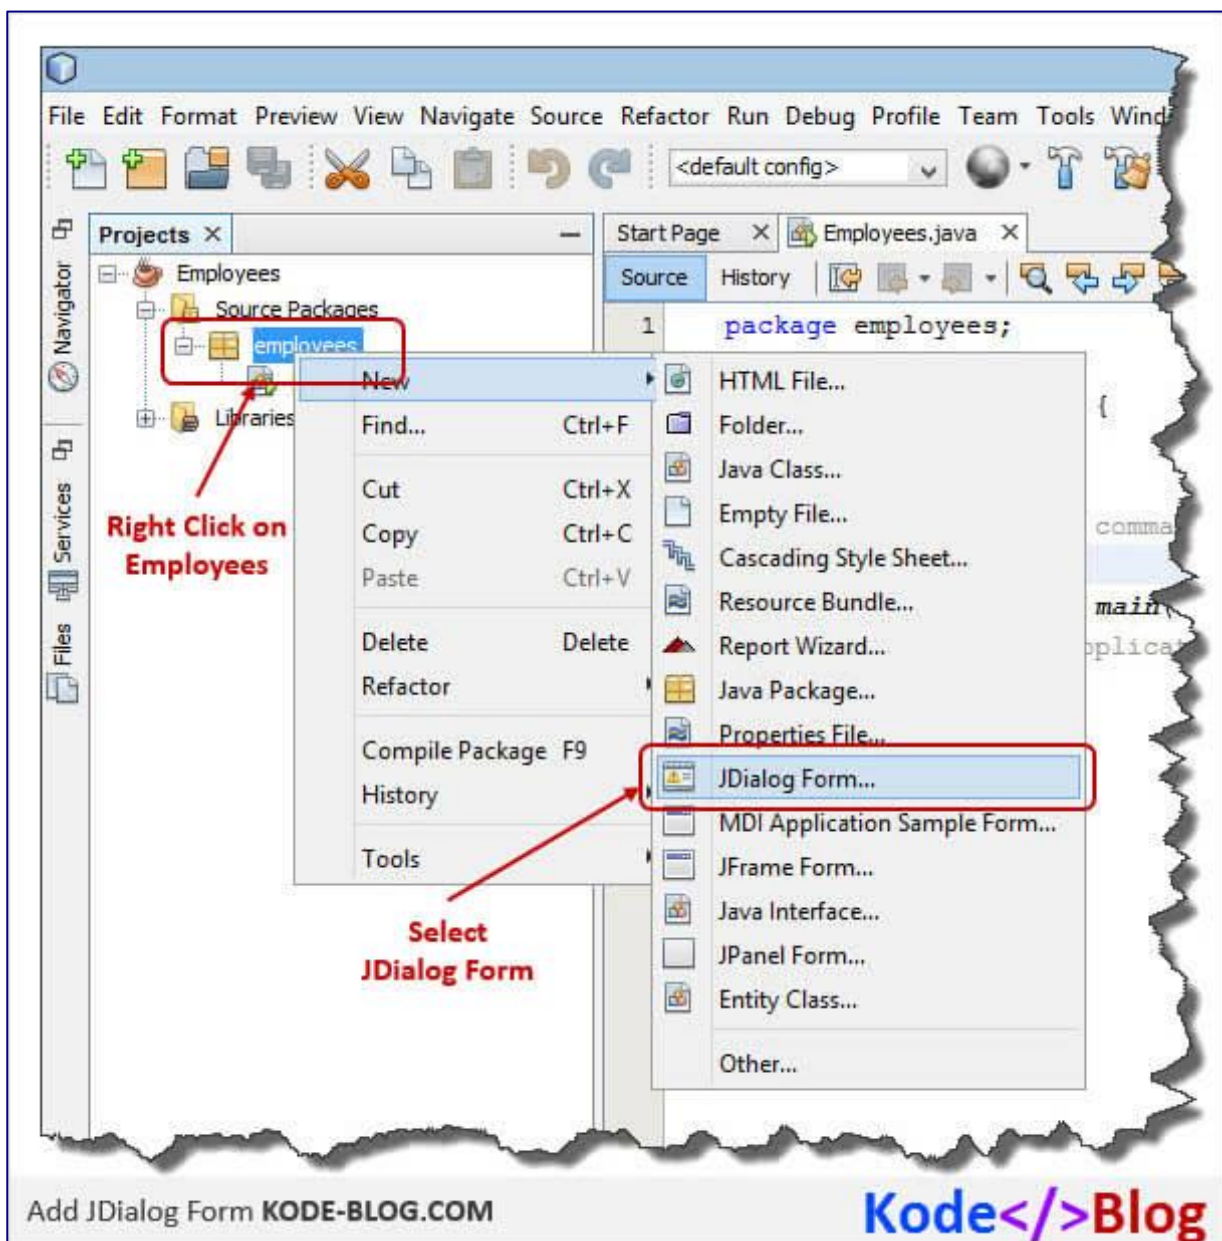 File Edit Format Preview View Navigate Source Refactor Run Debug Profile Team Tools Wind
<default config>
Projects
Start Page
Employees.java
Navigator
Services
Files
Employees
Source Packages
employees
Libraries
Source History
1 package employees;
{
comma
main(
pplicat
New
Find... Ctrl+F
Cut Ctrl+X
Copy Ctrl+C
Paste Ctrl+V
Delete Delete
Refactor
Compile Package F9
History
Tools
HTML File...
Folder...
Java Class...
Empty File...
Cascading Style Sheet...
Resource Bundle...
Report Wizard...
Java Package...
Properties File...
JDialog Form...
MDI Application Sample Form...
JFrame Form...
Java Interface...
JPanel Form...
Entity Class...
Other...
Right Click on
Employees
Select
JDialog Form
Add JDialog Form KODE-BLOG.COM
Kode</>Blog